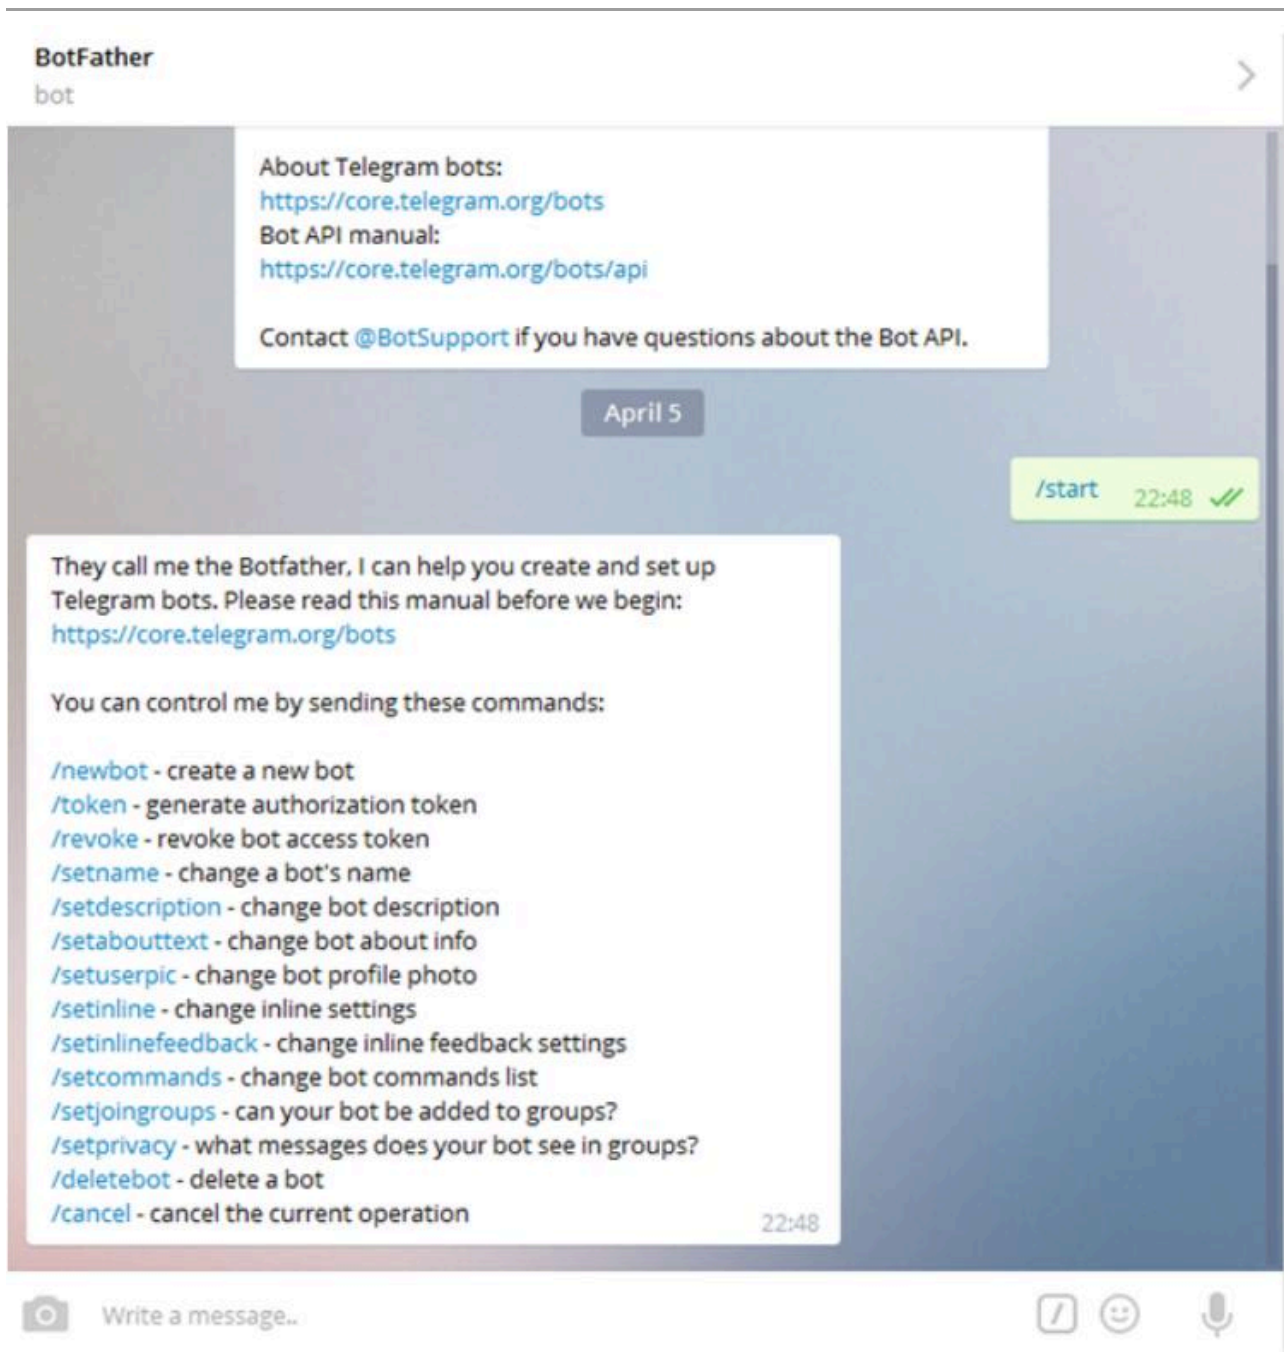 BotFather
bot
About Telegram bots:
https://core.telegram.org/bots
Bot API manual:
https://core.telegram.org/bots/api
Contact @BotSupport if you have questions about the Bot API.
April 5
/start 22:48
They call me the Botfather, I can help you create and set up
Telegram bots. Please read this manual before we begin:
https://core.telegram.org/bots
You can control me by sending these commands:
/newbot - create a new bot
/token - generate authorization token
/revoke - revoke bot access token
/setname - change a bot's name
/setdescription - change bot description
/setabouttext - change bot about info
/setuserpic - change bot profile photo
/setinline - change inline settings
/setinlinefeedback - change inline feedback settings
/setcommands - change bot commands list
/setjoingroups - can your bot be added to groups?
/setprivacy - what messages does your bot see in groups?
/deletebot - delete a bot
/cancel - cancel the current operation
22:48
Write a message..